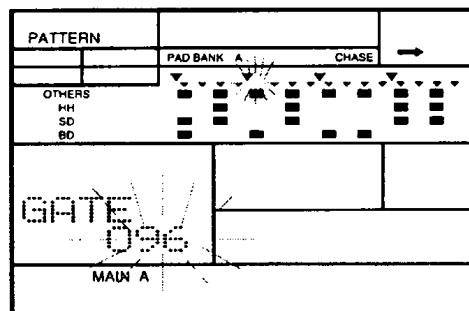 PATTERN
PAD BANK A CHASE
OTHERS
HH
SD
BD
GATE
096
MAIN A